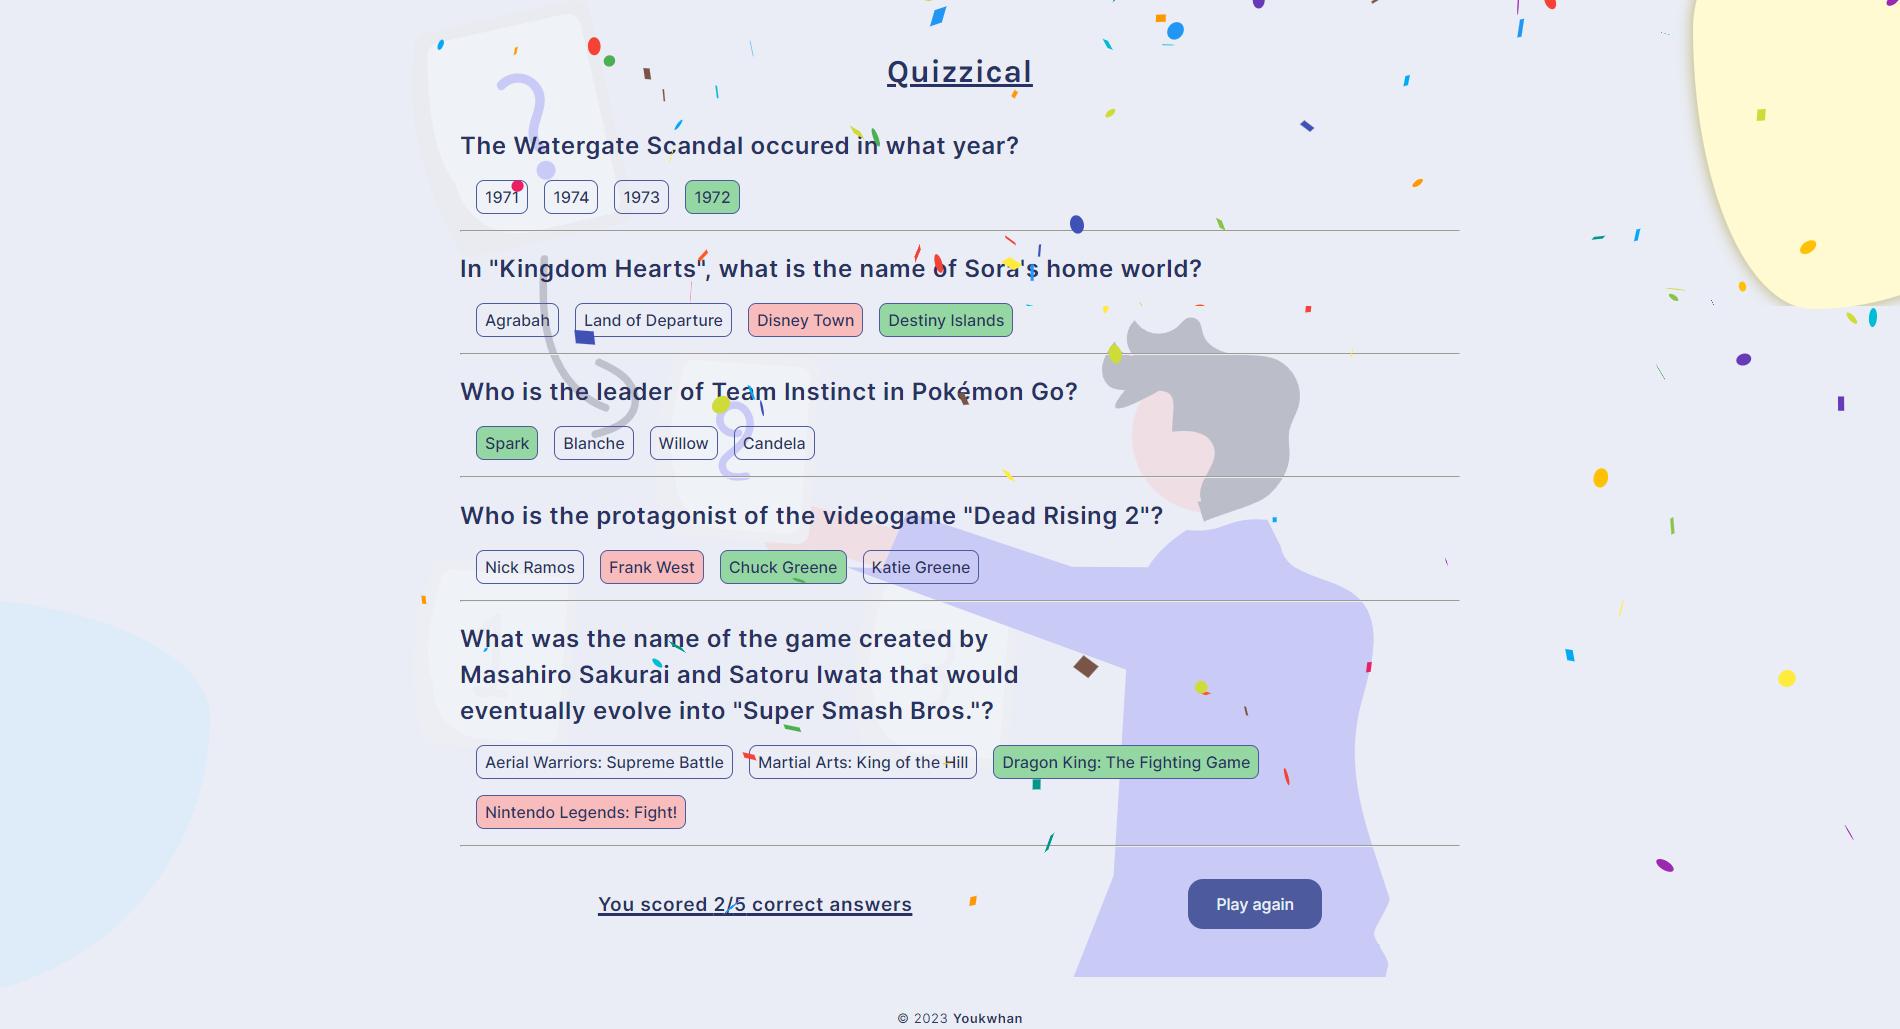 Quizzical
The Watergate Scandal occured in what year?
1971 1974 1973 1972
In "Kingdom Hearts", what is the name of Sora's home world?
Agrabah Land of Departure Disney Town Destiny Islands
Who is the leader of Team Instinct in Pokémon Go?
Spark Blanche Willow Candela
Who is the protagonist of the videogame "Dead Rising 2"?
Nick Ramos Frank West Chuck Greene Katie Greene
What was the name of the game created by
Masahiro Sakurai and Satoru Iwata that would
eventually evolve into "Super Smash Bros."?
Aerial Warriors: Supreme Battle Martial Arts: King of the Hill Dragon King: The Fighting Game
Nintendo Legends: Fight!
You scored 2/5 correct answers Play again
© 2023 Youkwhan